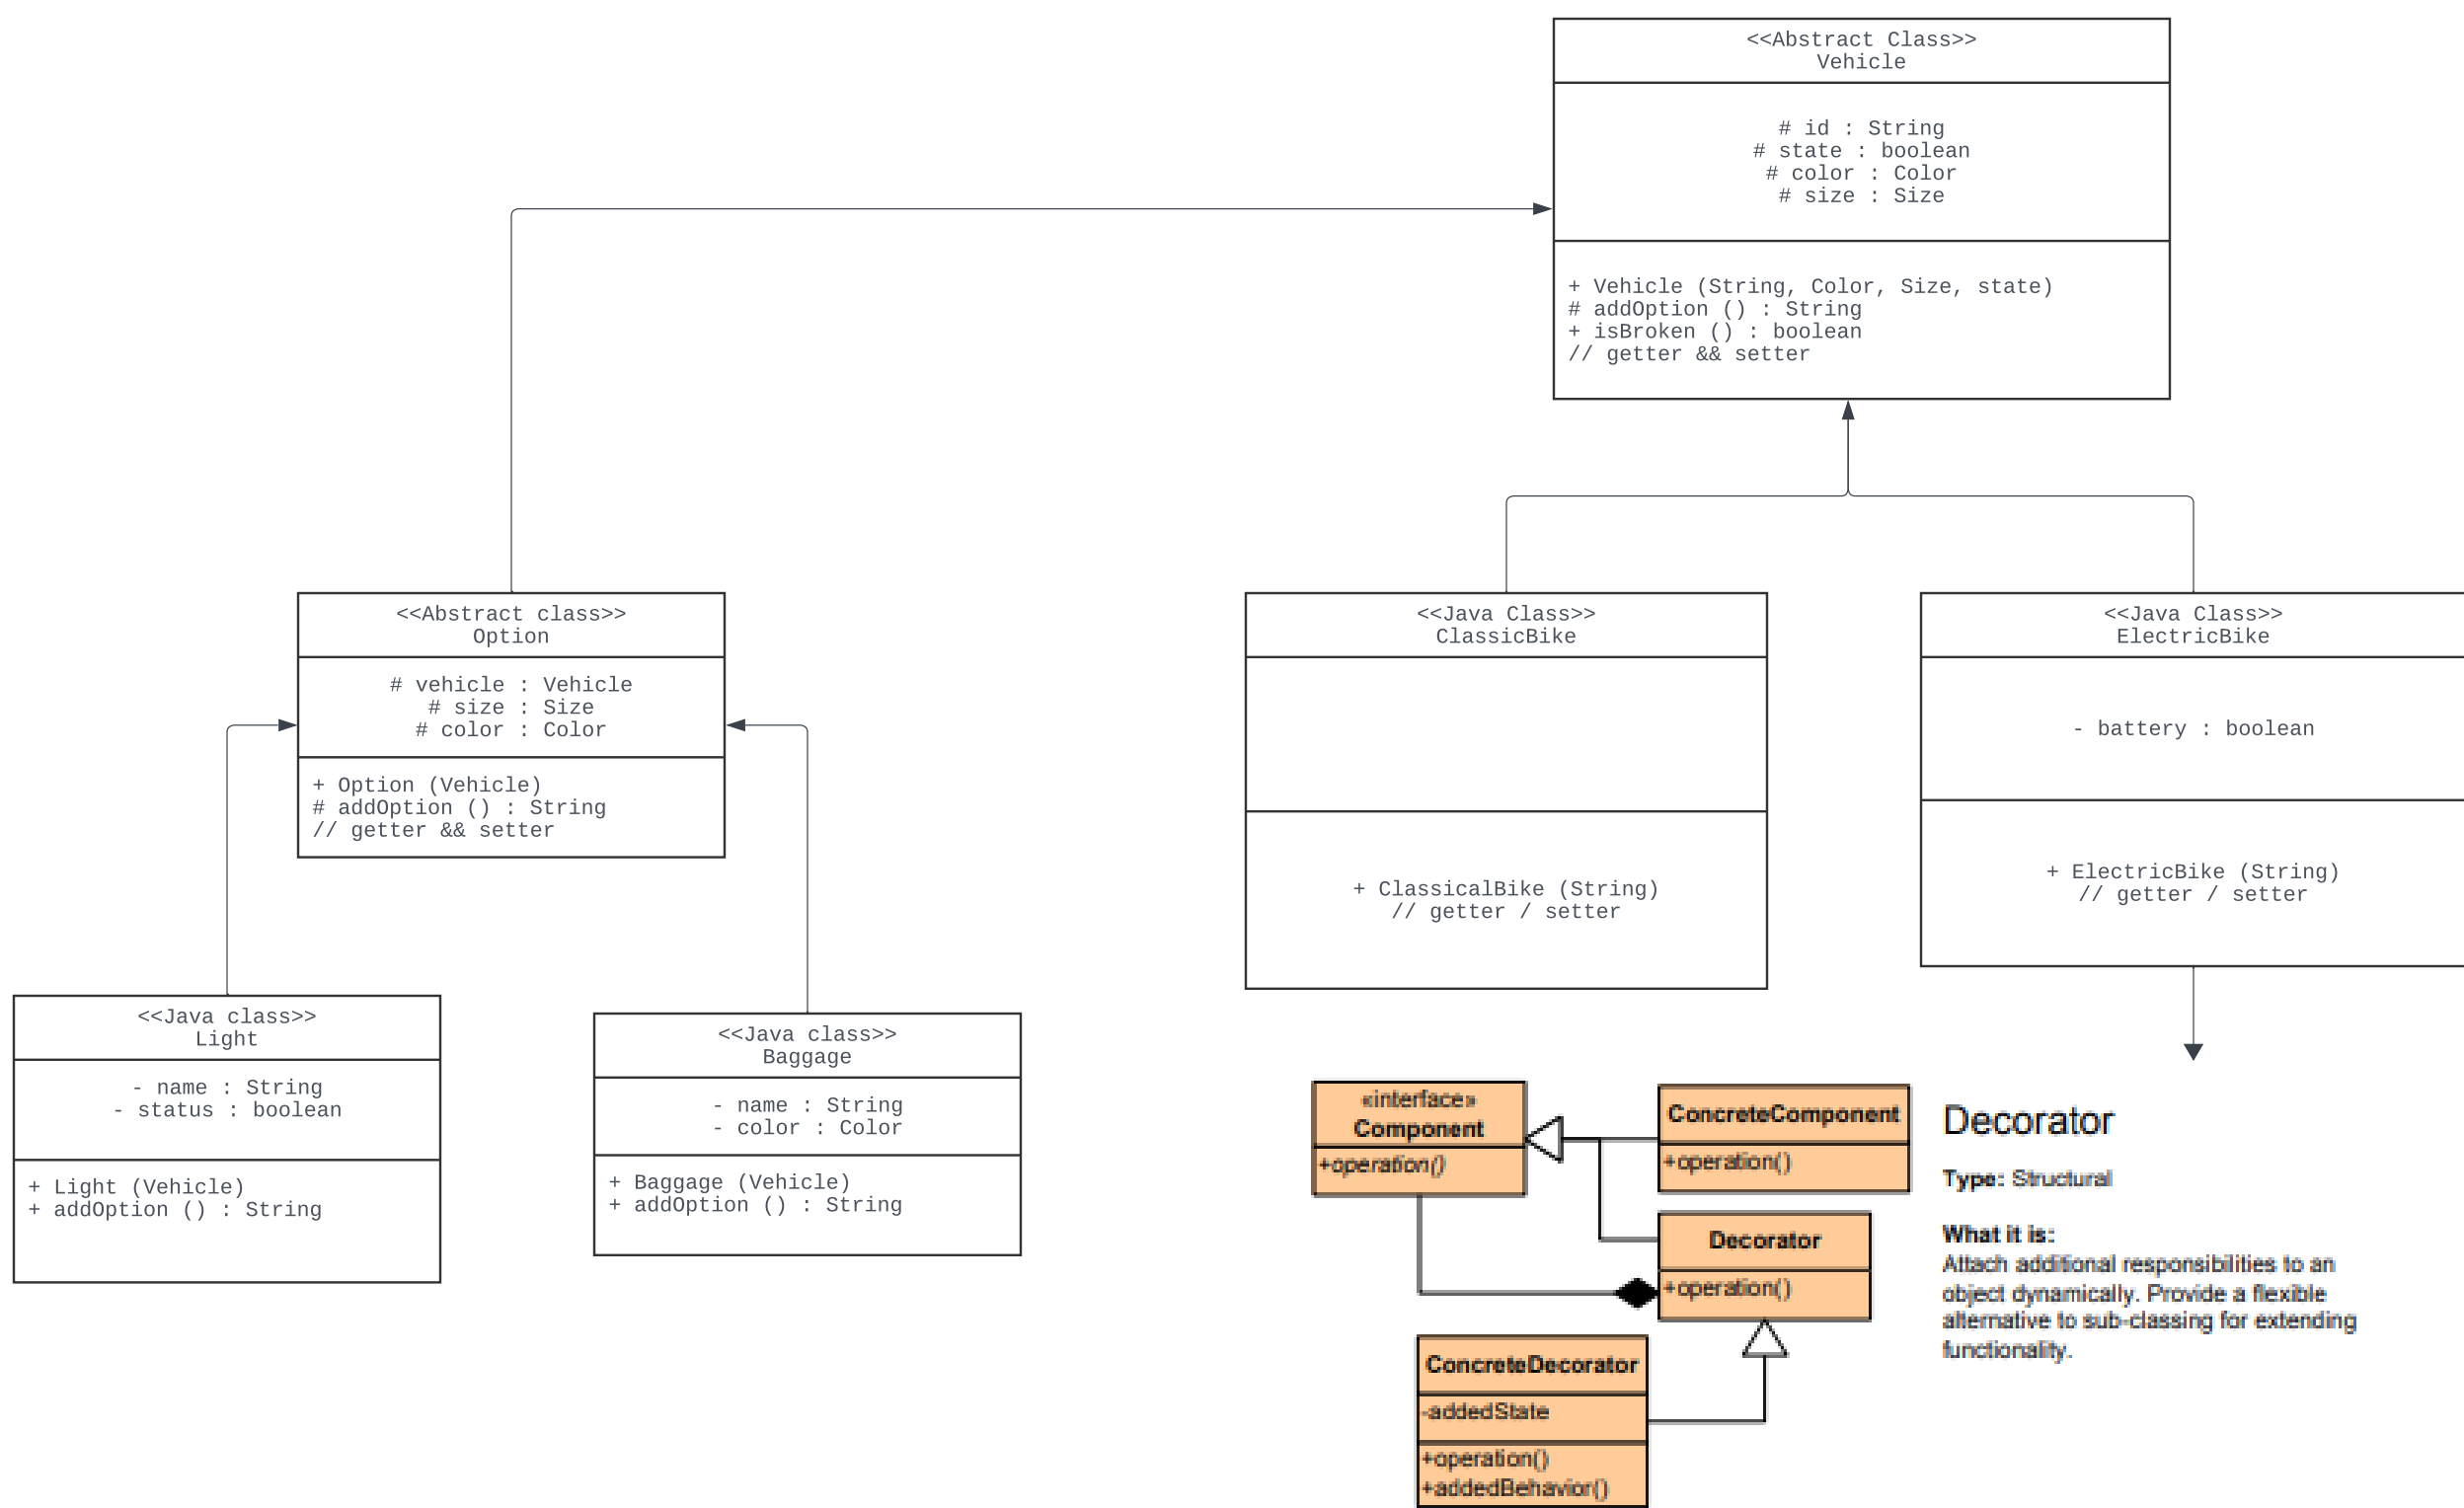 <<Abstract Class>>
Vehicle
# id : String
# state : boolean
# color : Color
# size : Size
+ Vehicle (String, Color, Size, state)
# addOption () : String
+ isBroken () : boolean
// getter && setter
<<Abstract class>>
Option
# vehicle : Vehicle
# size : Size
# color : Color
+ Option (Vehicle)
# addOption () : String
// getter && setter
<<Java Class>>
ClassicBike
+ ClassicalBike (String)
// getter / setter
<<Java Class>>
ElectricBike
- battery : boolean
+ ElectricBike (String)
// getter / setter
<<Java class>>
Light
- name : String
- status : boolean
+ Light (Vehicle)
+ addOption () : String
<<Java class>>
Baggage
- name : String
- color : Color
+ Baggage (Vehicle)
+ addOption () : String
«interface»
Component
+operation()
ConcreteComponent
+operation()
Decorator
+operation()
ConcreteDecorator
-addedState
+operation()
+addedBehavior()
Decorator
Type: Structural
What it is:
Attach additional responsibilities to an
object dynamically. Provide a flexible
alternative to sub-classing for extending
functionality.